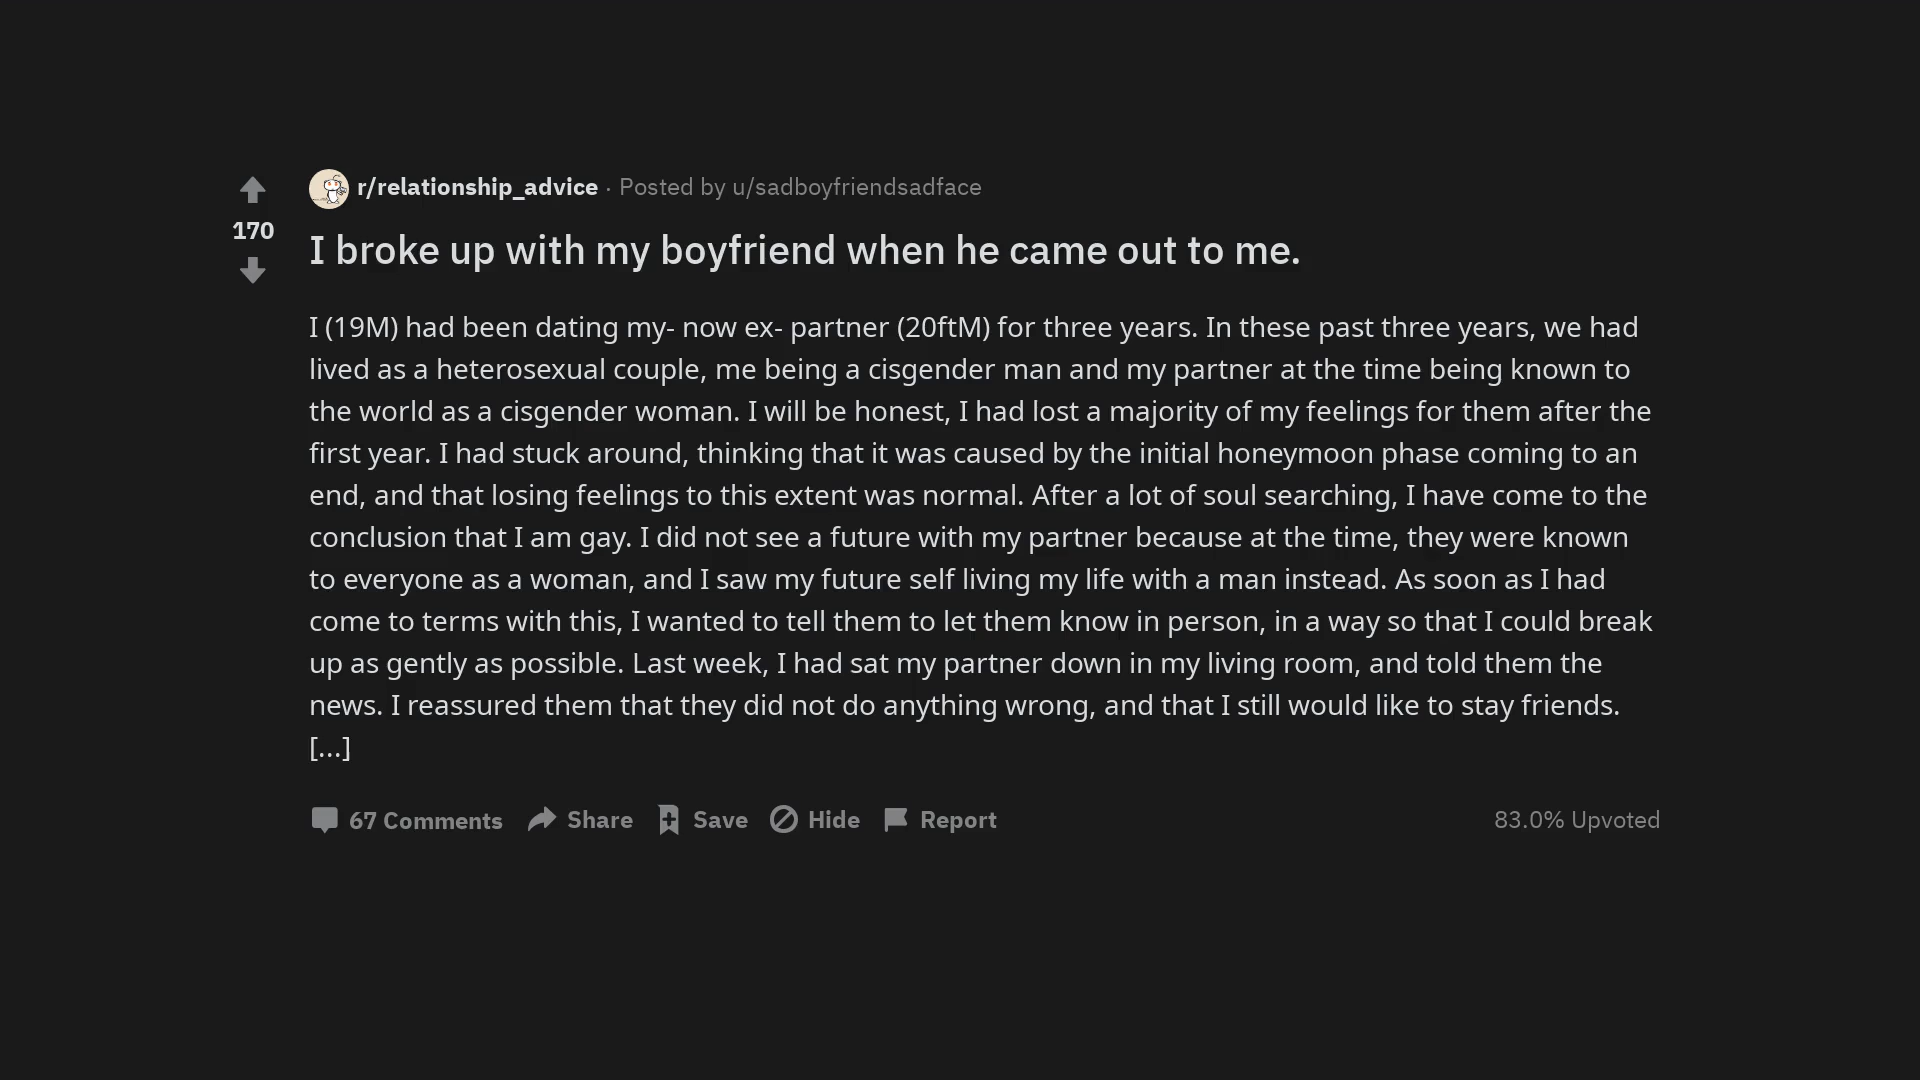 r/relationship_advice · Posted by u/sadboyfriendsadface
170
I broke up with my boyfriend when he came out to me.
I (19M) had been dating my- now ex- partner (20ftM) for three years. In these past three years, we had
lived as a heterosexual couple, me being a cisgender man and my partner at the time being known to
the world as a cisgender woman. I will be honest, I had lost a majority of my feelings for them after the
first year. I had stuck around, thinking that it was caused by the initial honeymoon phase coming to an
end, and that losing feelings to this extent was normal. After a lot of soul searching, I have come to the
conclusion that I am gay. I did not see a future with my partner because at the time, they were known
to everyone as a woman, and I saw my future self living my life with a man instead. As soon as I had
come to terms with this, I wanted to tell them to let them know in person, in a way so that I could break
up as gently as possible. Last week, I had sat my partner down in my living room, and told them the
news. I reassured them that they did not do anything wrong, and that I still would like to stay friends.
[...]
67 Comments Share Save Hide Report 83.0% Upvoted